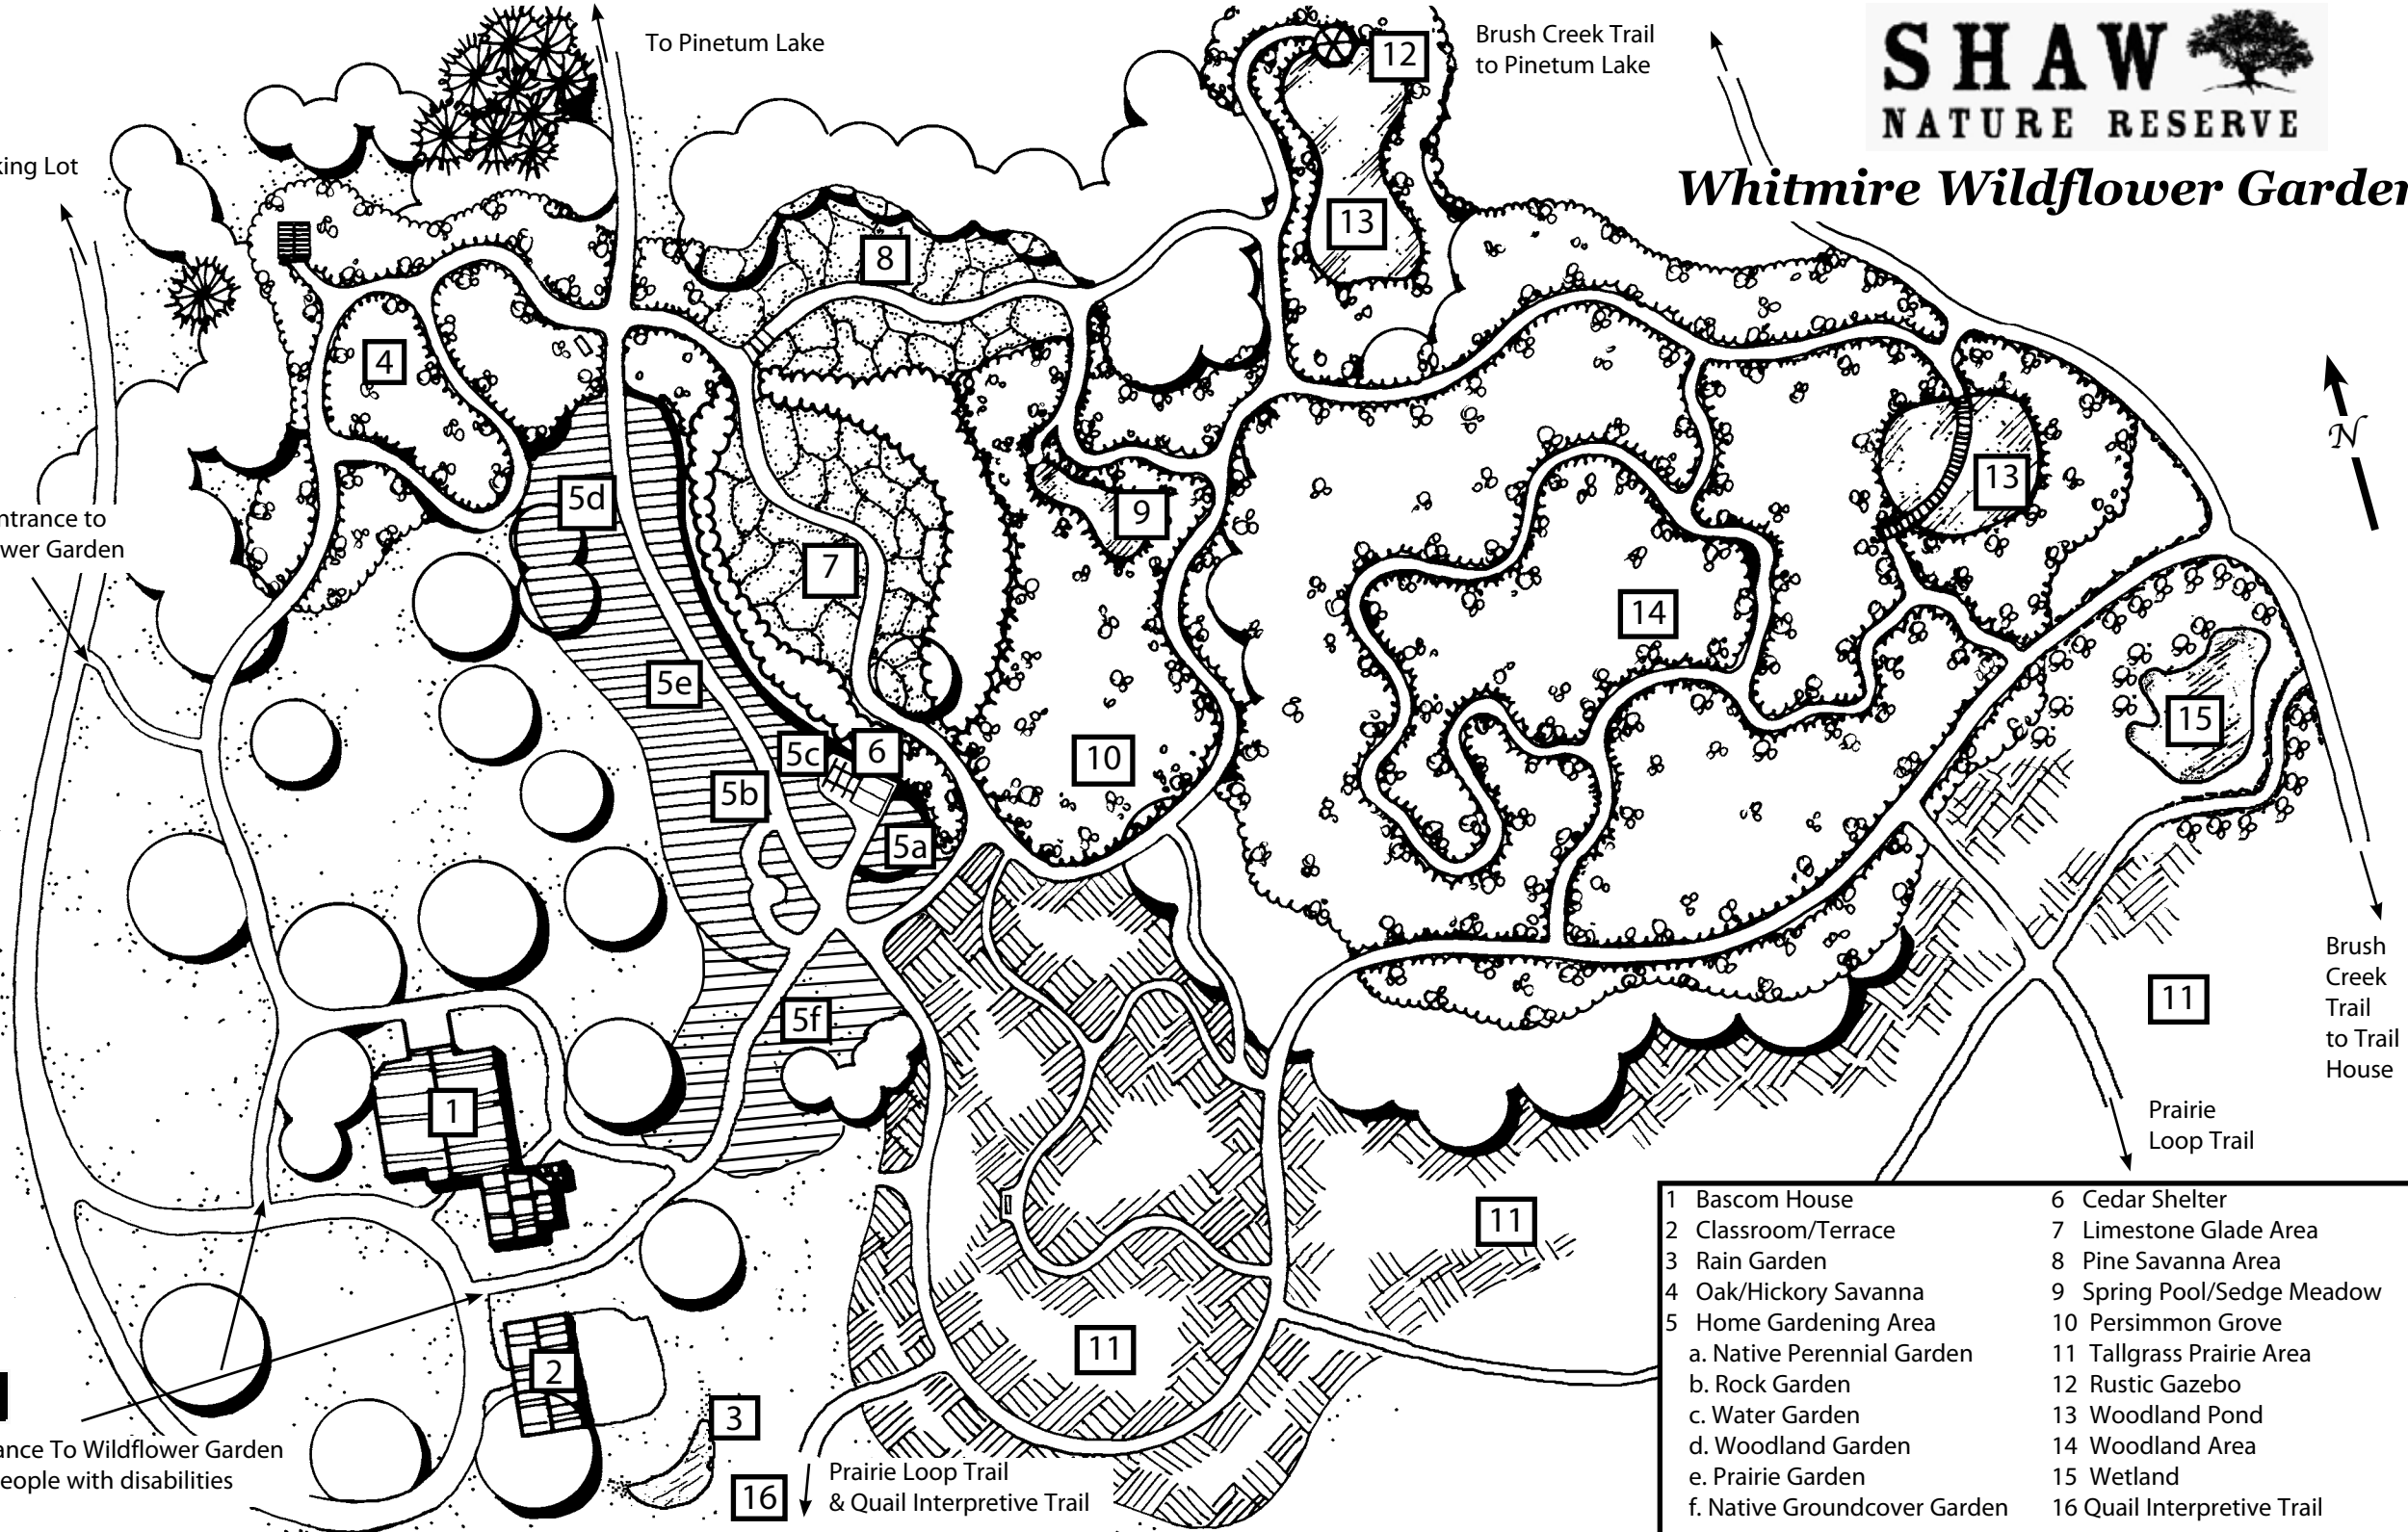 To Pinetum Lake
12
Brush Creek Trail
to Pinetum Lake
SHAW
NATURE RESERVE
Whitmire Wildflower Garden
king Lot
13
8
4
N
5d
9
13
ntrance to
wer Garden
7
14
5e
15
5c
6
10
5b
5a
11
5f
Brush
Creek
Trail
to Trail
House
1
Prairie
Loop Trail
11
11
2
3
16
ance To Wildflower Garden
eople with disabilities
Prairie Loop Trail
& Quail Interpretive Trail
1 Bascom House
2 Classroom/Terrace
3 Rain Garden
4 Oak/Hickory Savanna
5 Home Gardening Area
a. Native Perennial Garden
b. Rock Garden
c. Water Garden
d. Woodland Garden
e. Prairie Garden
f. Native Groundcover Garden
6 Cedar Shelter
7 Limestone Glade Area
8 Pine Savanna Area
9 Spring Pool/Sedge Meadow
10 Persimmon Grove
11 Tallgrass Prairie Area
12 Rustic Gazebo
13 Woodland Pond
14 Woodland Area
15 Wetland
16 Quail Interpretive Trail